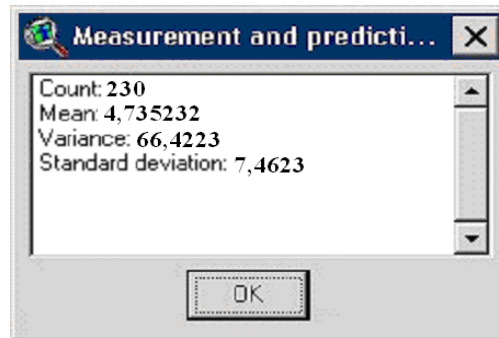 Measurement and predicti...
Count: 230
Mean: 4,735232
Variance: 66,4223
Standard deviation: 7,4623
OK